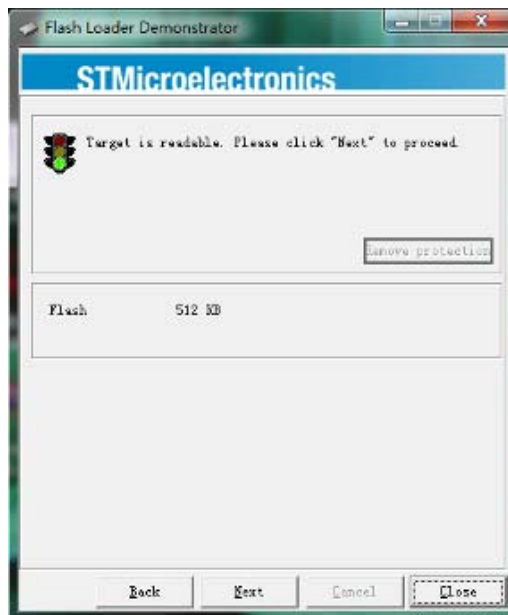 Flash Loader Demonstrator
STMicroelectronics
Target is readable. Please click "Next" to proceed.
Remove protection
Flash 512 KB
Back Next Cancel Close